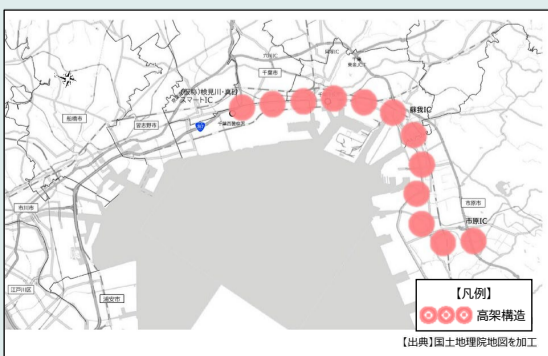 千葉市
(仮称)検見川・真砂
スマートIC
船橋市
習志野市
蘇我IC
市川市
市原市
市原IC
江戸川区
浦安市
【凡例】
高架構造
【出典】国土地理院地図を加工